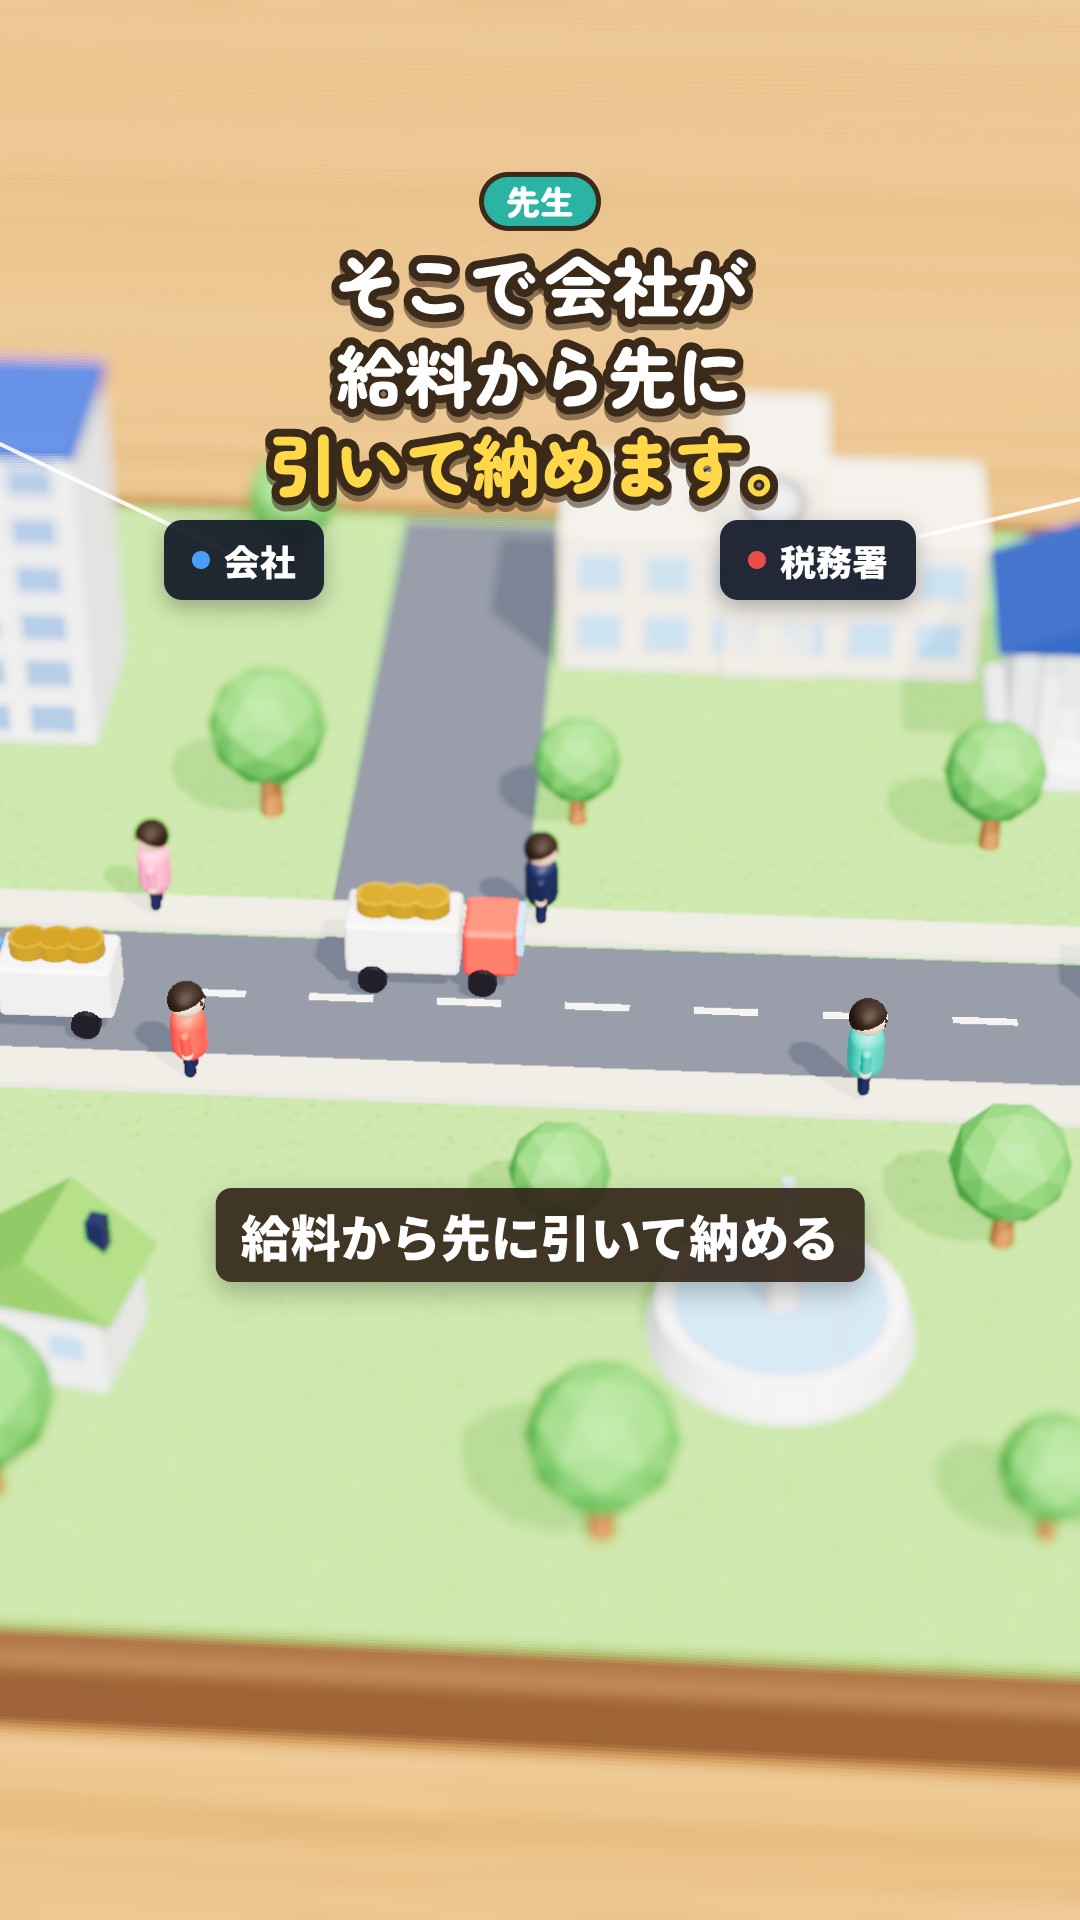 先生
そこで会社が
給料から先に
引いて納めます。
会社
税務署
給料から先に引いて納める